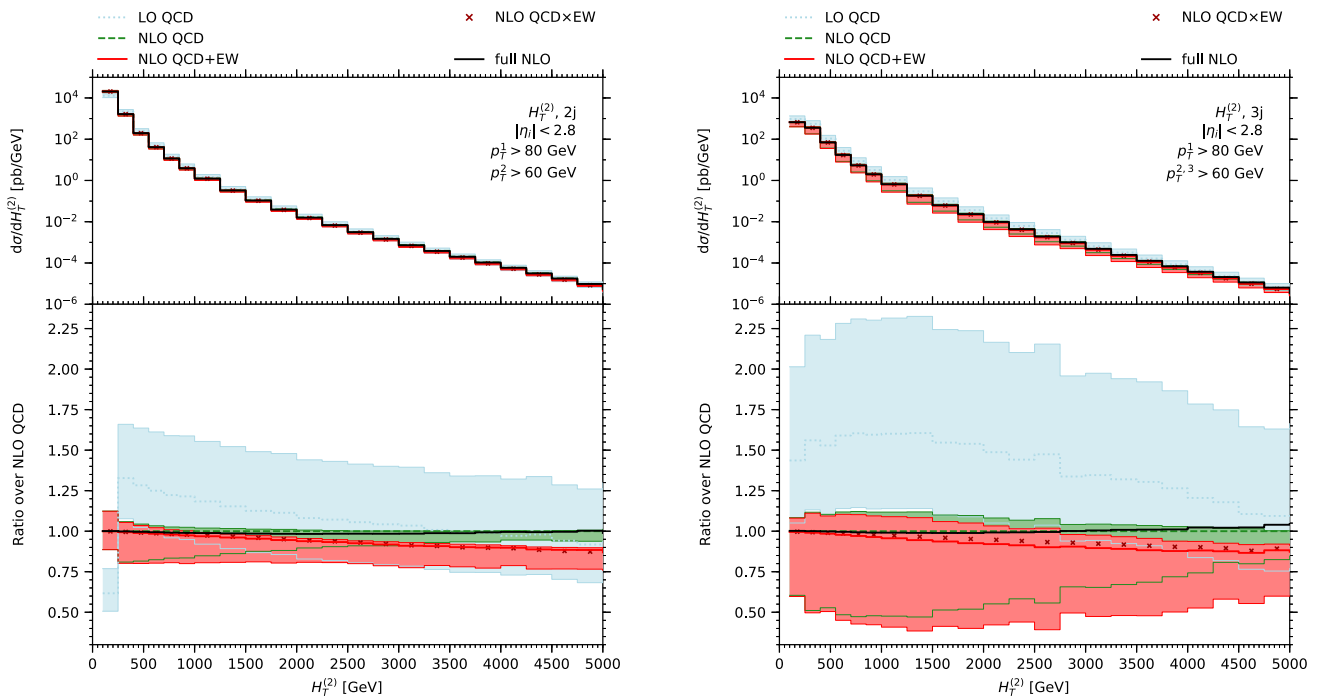 LO QCD
NLO QCD
NLO QCD+EW
NLO QCD×EW
full NLO
10^4
10^2
10^0
10^−2
10^−4
10^−6
dσ/dH_T^(2) [pb/GeV]
H_T^(2), 2j
|η_i| < 2.8
p_T^1 > 80 GeV
p_T^2 > 60 GeV
2.25
2.00
1.75
1.50
1.25
1.00
0.75
0.50
Ratio over NLO QCD
0 500 1000 1500 2000 2500 3000 3500 4000 4500 5000
H_T^(2) [GeV]
LO QCD
NLO QCD
NLO QCD+EW
NLO QCD×EW
full NLO
10^4
10^2
10^0
10^−2
10^−4
10^−6
dσ/dH_T^(2) [pb/GeV]
H_T^(2), 3j
|η_i| < 2.8
p_T^1 > 80 GeV
p_T^2,3 > 60 GeV
2.25
2.00
1.75
1.50
1.25
1.00
0.75
0.50
Ratio over NLO QCD
0 500 1000 1500 2000 2500 3000 3500 4000 4500 5000
H_T^(2) [GeV]